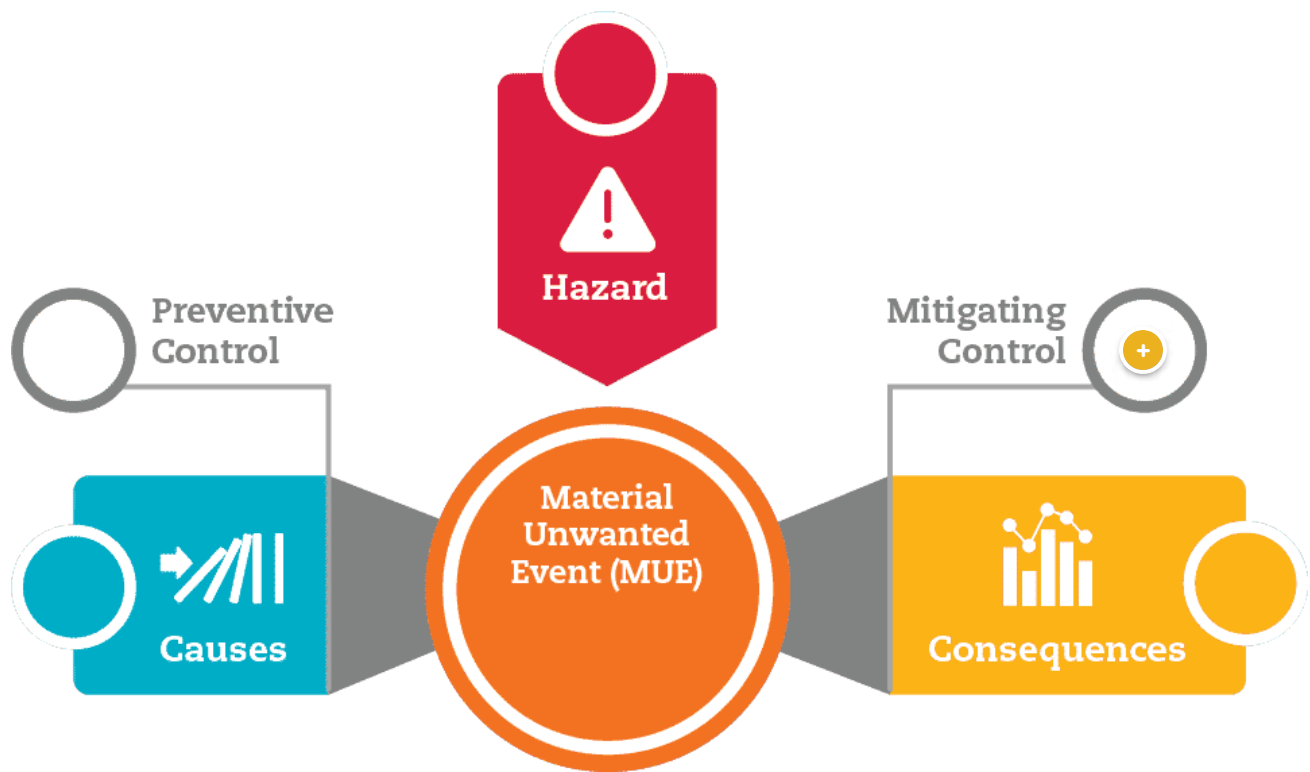 Hazard
Preventive
Control
Mitigating
Control
Material
Unwanted
Event (MUE)
Causes
Consequences